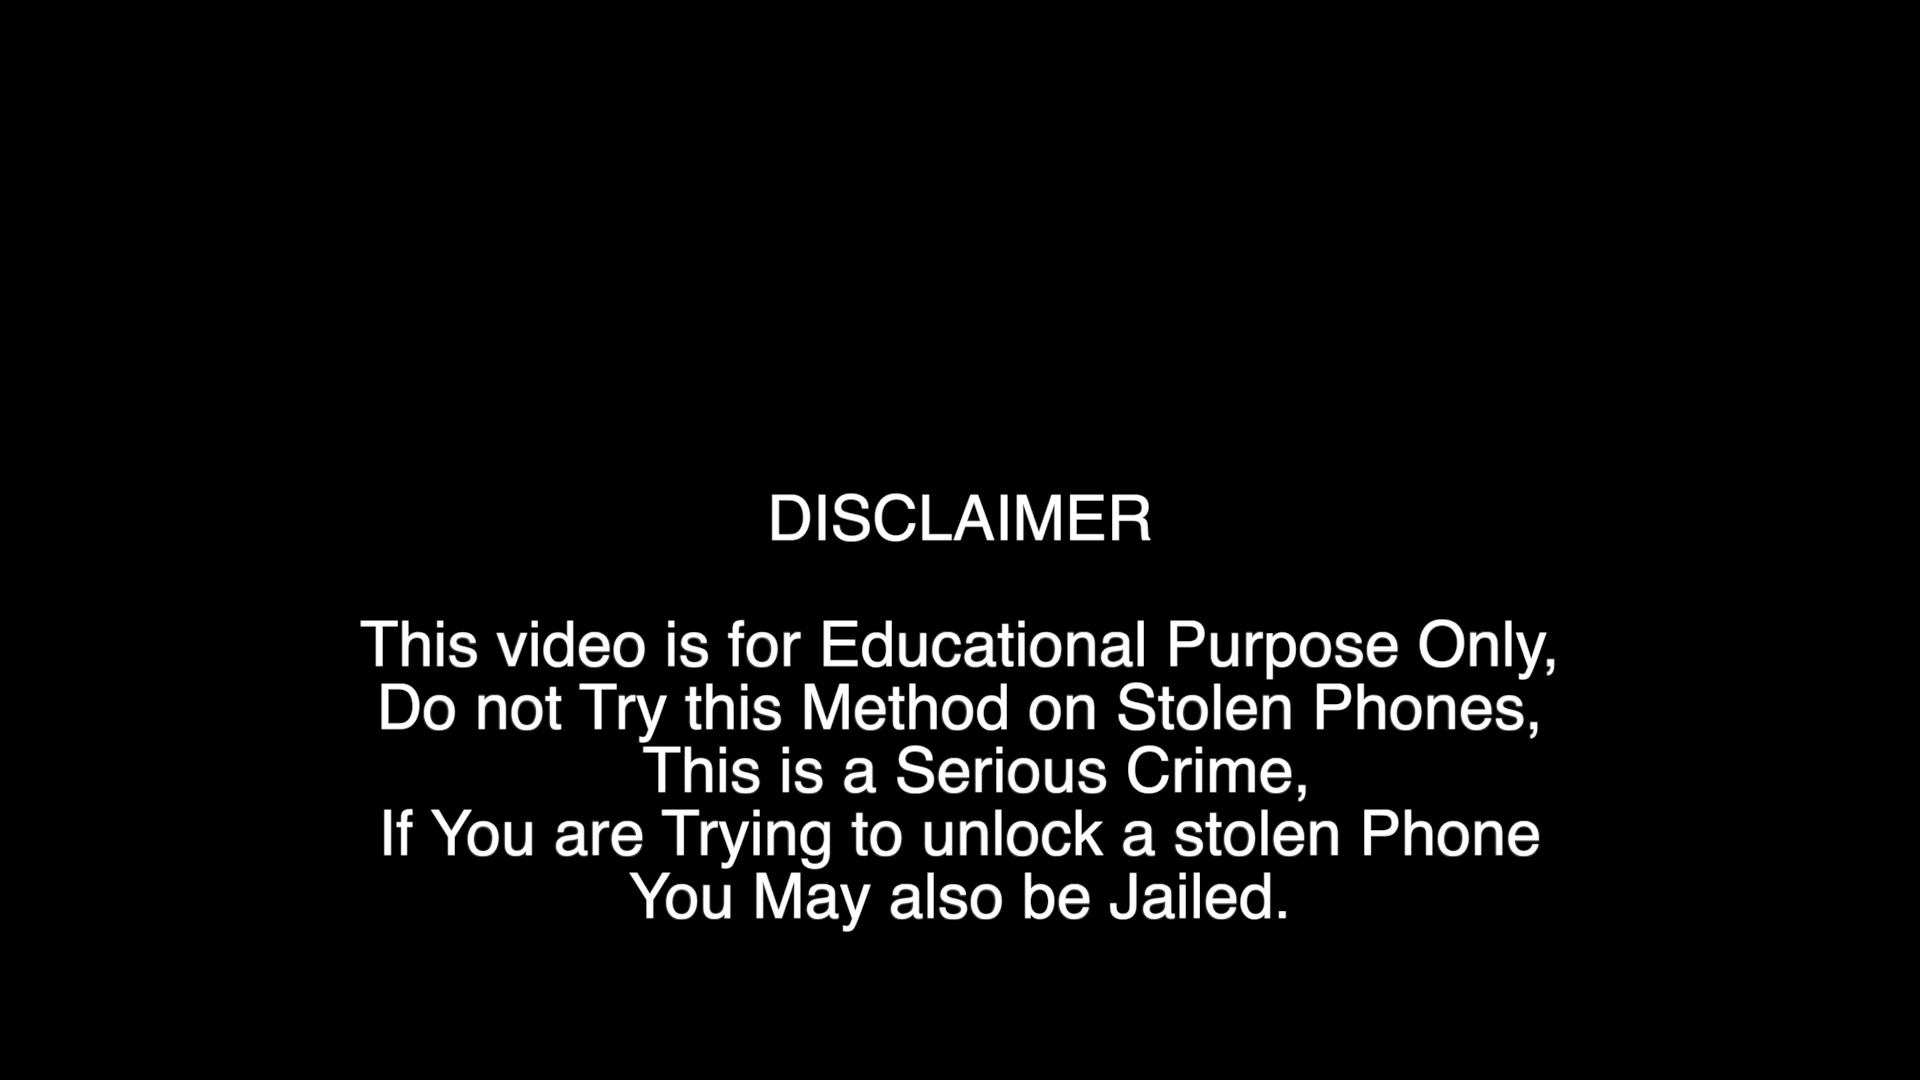 DISCLAIMER
This video is for Educational Purpose Only,
Do not Try this Method on Stolen Phones,
This is a Serious Crime,
If You are Trying to unlock a stolen Phone
You May also be Jailed.